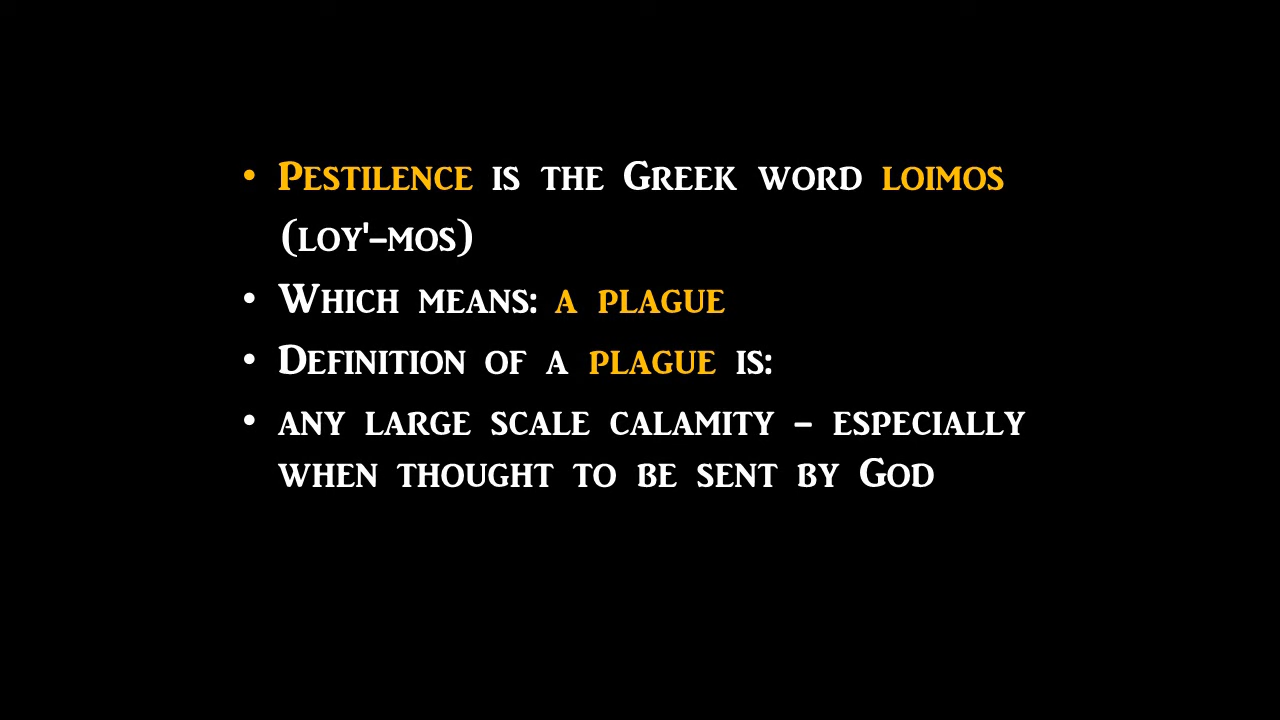 • Pestilence is the Greek word loimos
(loy'-mos)
• Which means: a plague
• Definition of a plague is:
• any large scale calamity – especially
when thought to be sent by God